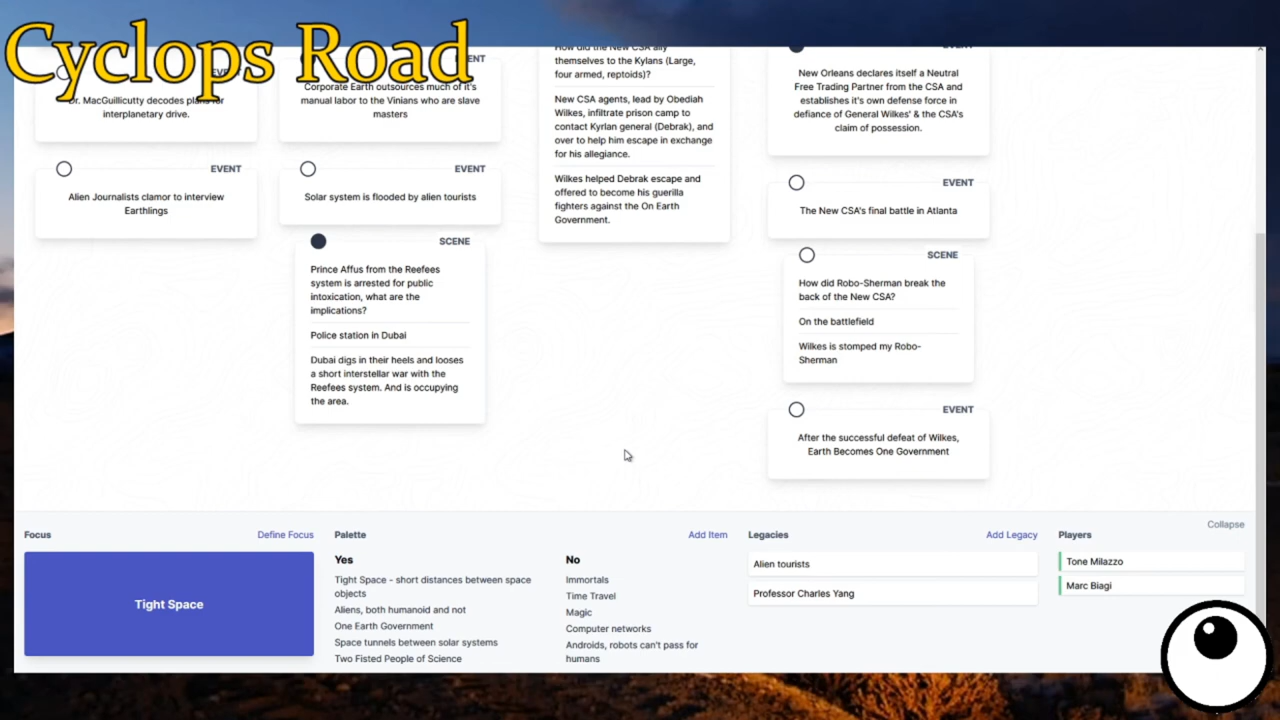 Cyclops Road
EVENT
Dr. MacGuillicutty decodes plans for
interplanetary drive.
EVENT
Alien Journalists clamor to interview
Earthlings
EVENT
Corporate Earth outsources much of it's
manual labor to the Vinians who are slave
masters
EVENT
Solar system is flooded by alien tourists
SCENE
Prince Affus from the Reefees
system is arrested for public
intoxication, what are the
implications?
Police station in Dubai
Dubai digs in their heels and looses
a short interstellar war with the
Reefees system. And is occupying
the area.
How did the New CSA ally
themselves to the Kylans (Large,
four armed, reptoids)?
New CSA agents, lead by Obediah
Wilkes, infiltrate prison camp to
contact Kyrlan general (Debrak), and
over to help him escape in exchange
for his allegiance.
Wilkes helped Debrak escape and
offered to become his guerilla
fighters against the On Earth
Government.
EVENT
New Orleans declares itself a Neutral
Free Trading Partner from the CSA and
establishes it's own defense force in
defiance of General Wilkes' & the CSA's
claim of possession.
EVENT
The New CSA's final battle in Atlanta
SCENE
How did Robo-Sherman break the
back of the New CSA?
On the battlefield
Wilkes is stomped my Robo-
Sherman
EVENT
After the successful defeat of Wilkes,
Earth Becomes One Government
Collapse
Focus
Define Focus
Tight Space
Palette
Add Item
Yes
Tight Space - short distances between space
objects
Aliens, both humanoid and not
One Earth Government
Space tunnels between solar systems
Two Fisted People of Science
No
Immortals
Time Travel
Magic
Computer networks
Androids, robots can't pass for
humans
Legacies
Add Legacy
Alien tourists
Professor Charles Yang
Players
Tone Milazzo
Marc Biagi